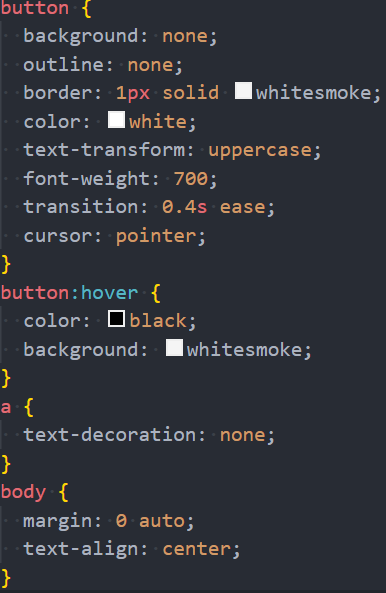 button {
  background: none;
  outline: none;
  border: 1px solid whitesmoke;
  color: white;
  text-transform: uppercase;
  font-weight: 700;
  transition: 0.4s ease;
  cursor: pointer;
}
button:hover {
  color: black;
  background: whitesmoke;
}
a {
  text-decoration: none;
}
body {
  margin: 0 auto;
  text-align: center;
}